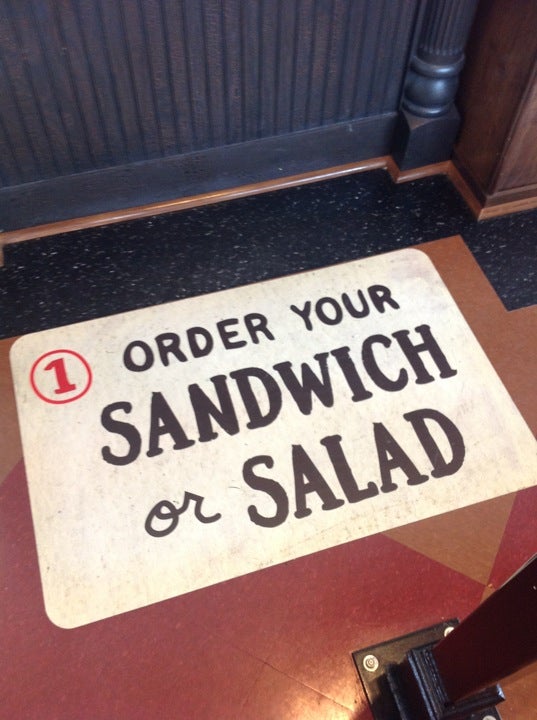 1
ORDER YOUR
SANDWICH
or SALAD